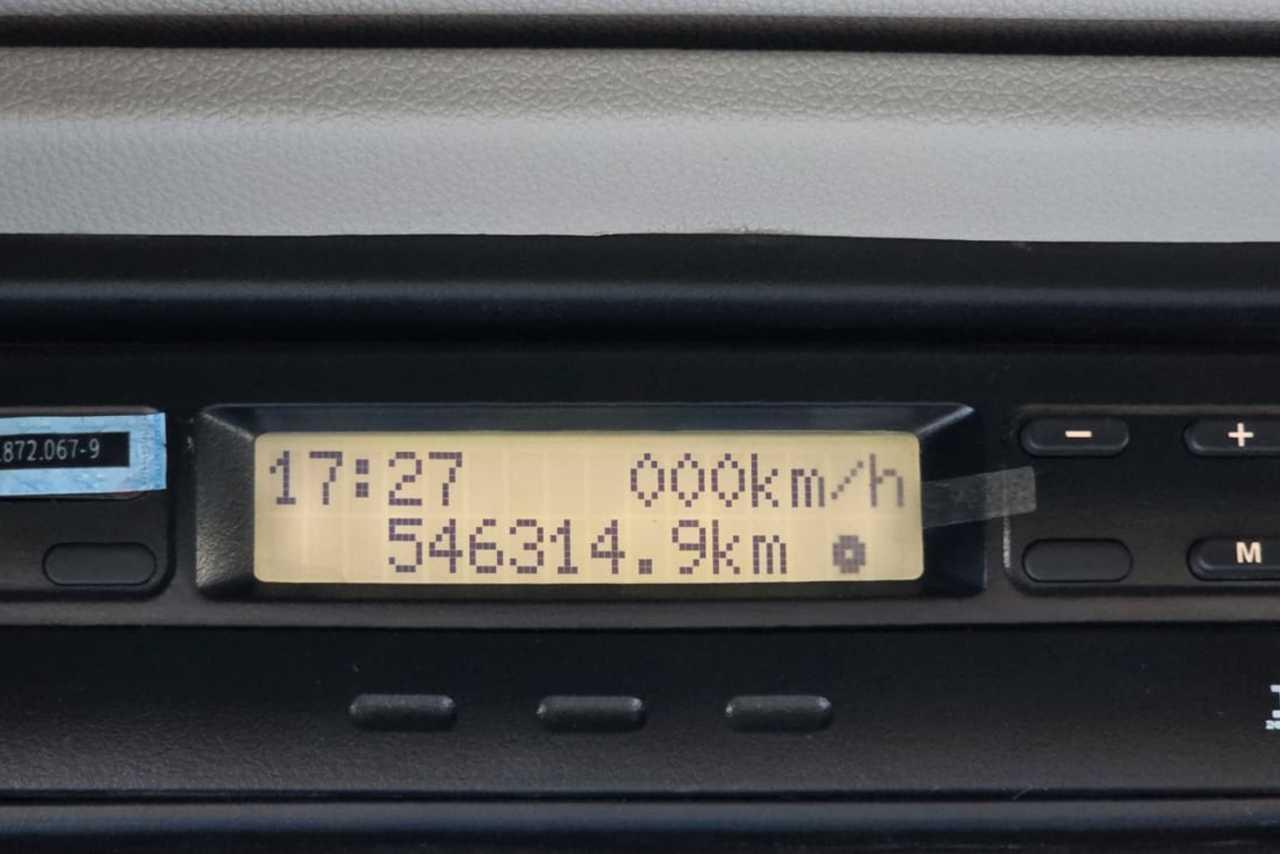 872.067-9
17:27 000km/h
546314.9km
- +
M